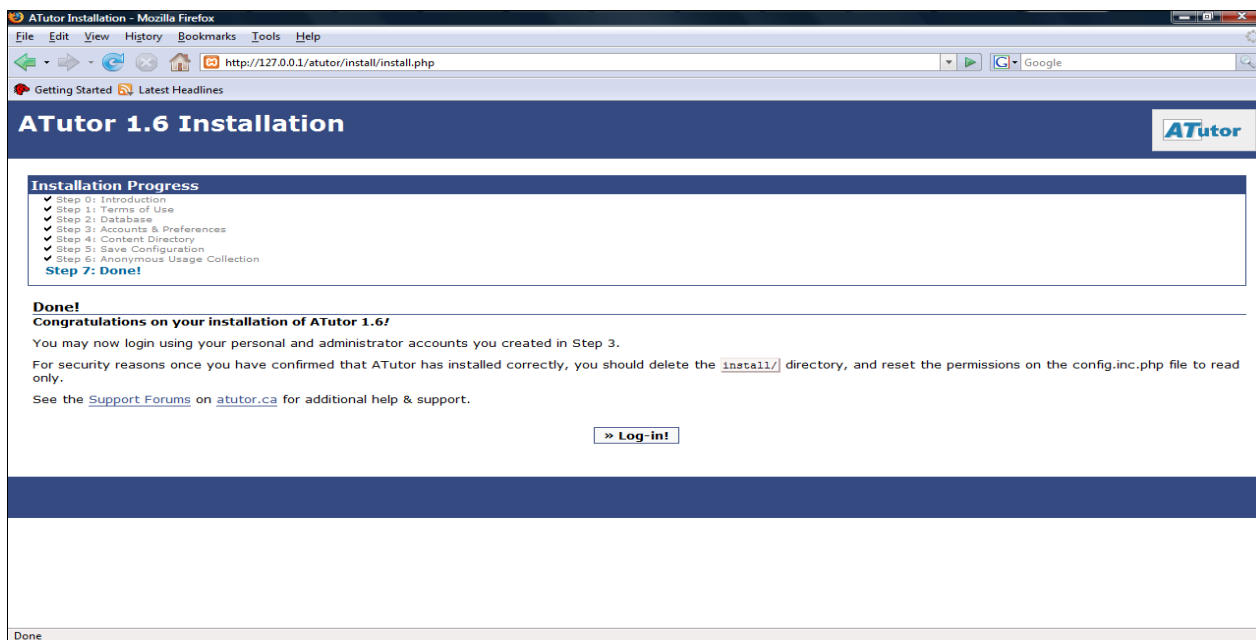 ATutor Installation - Mozilla Firefox
File Edit View History Bookmarks Tools Help
http://127.0.0.1/atutor/install/install.php
G Google
Getting Started Latest Headlines
ATutor 1.6 Installation
ATutor
Installation Progress
Step 0: Introduction
Step 1: Terms of Use
Step 2: Database
Step 3: Accounts & Preferences
Step 4: Content Directory
Step 5: Save Configuration
Step 6: Anonymous Usage Collection
Step 7: Done!
Done!
Congratulations on your installation of ATutor 1.6!
You may now login using your personal and administrator accounts you created in Step 3.
For security reasons once you have confirmed that ATutor has installed correctly, you should delete the install/ directory, and reset the permissions on the config.inc.php file to read
only.
See the Support Forums on atutor.ca for additional help & support.
» Log-in!
Done